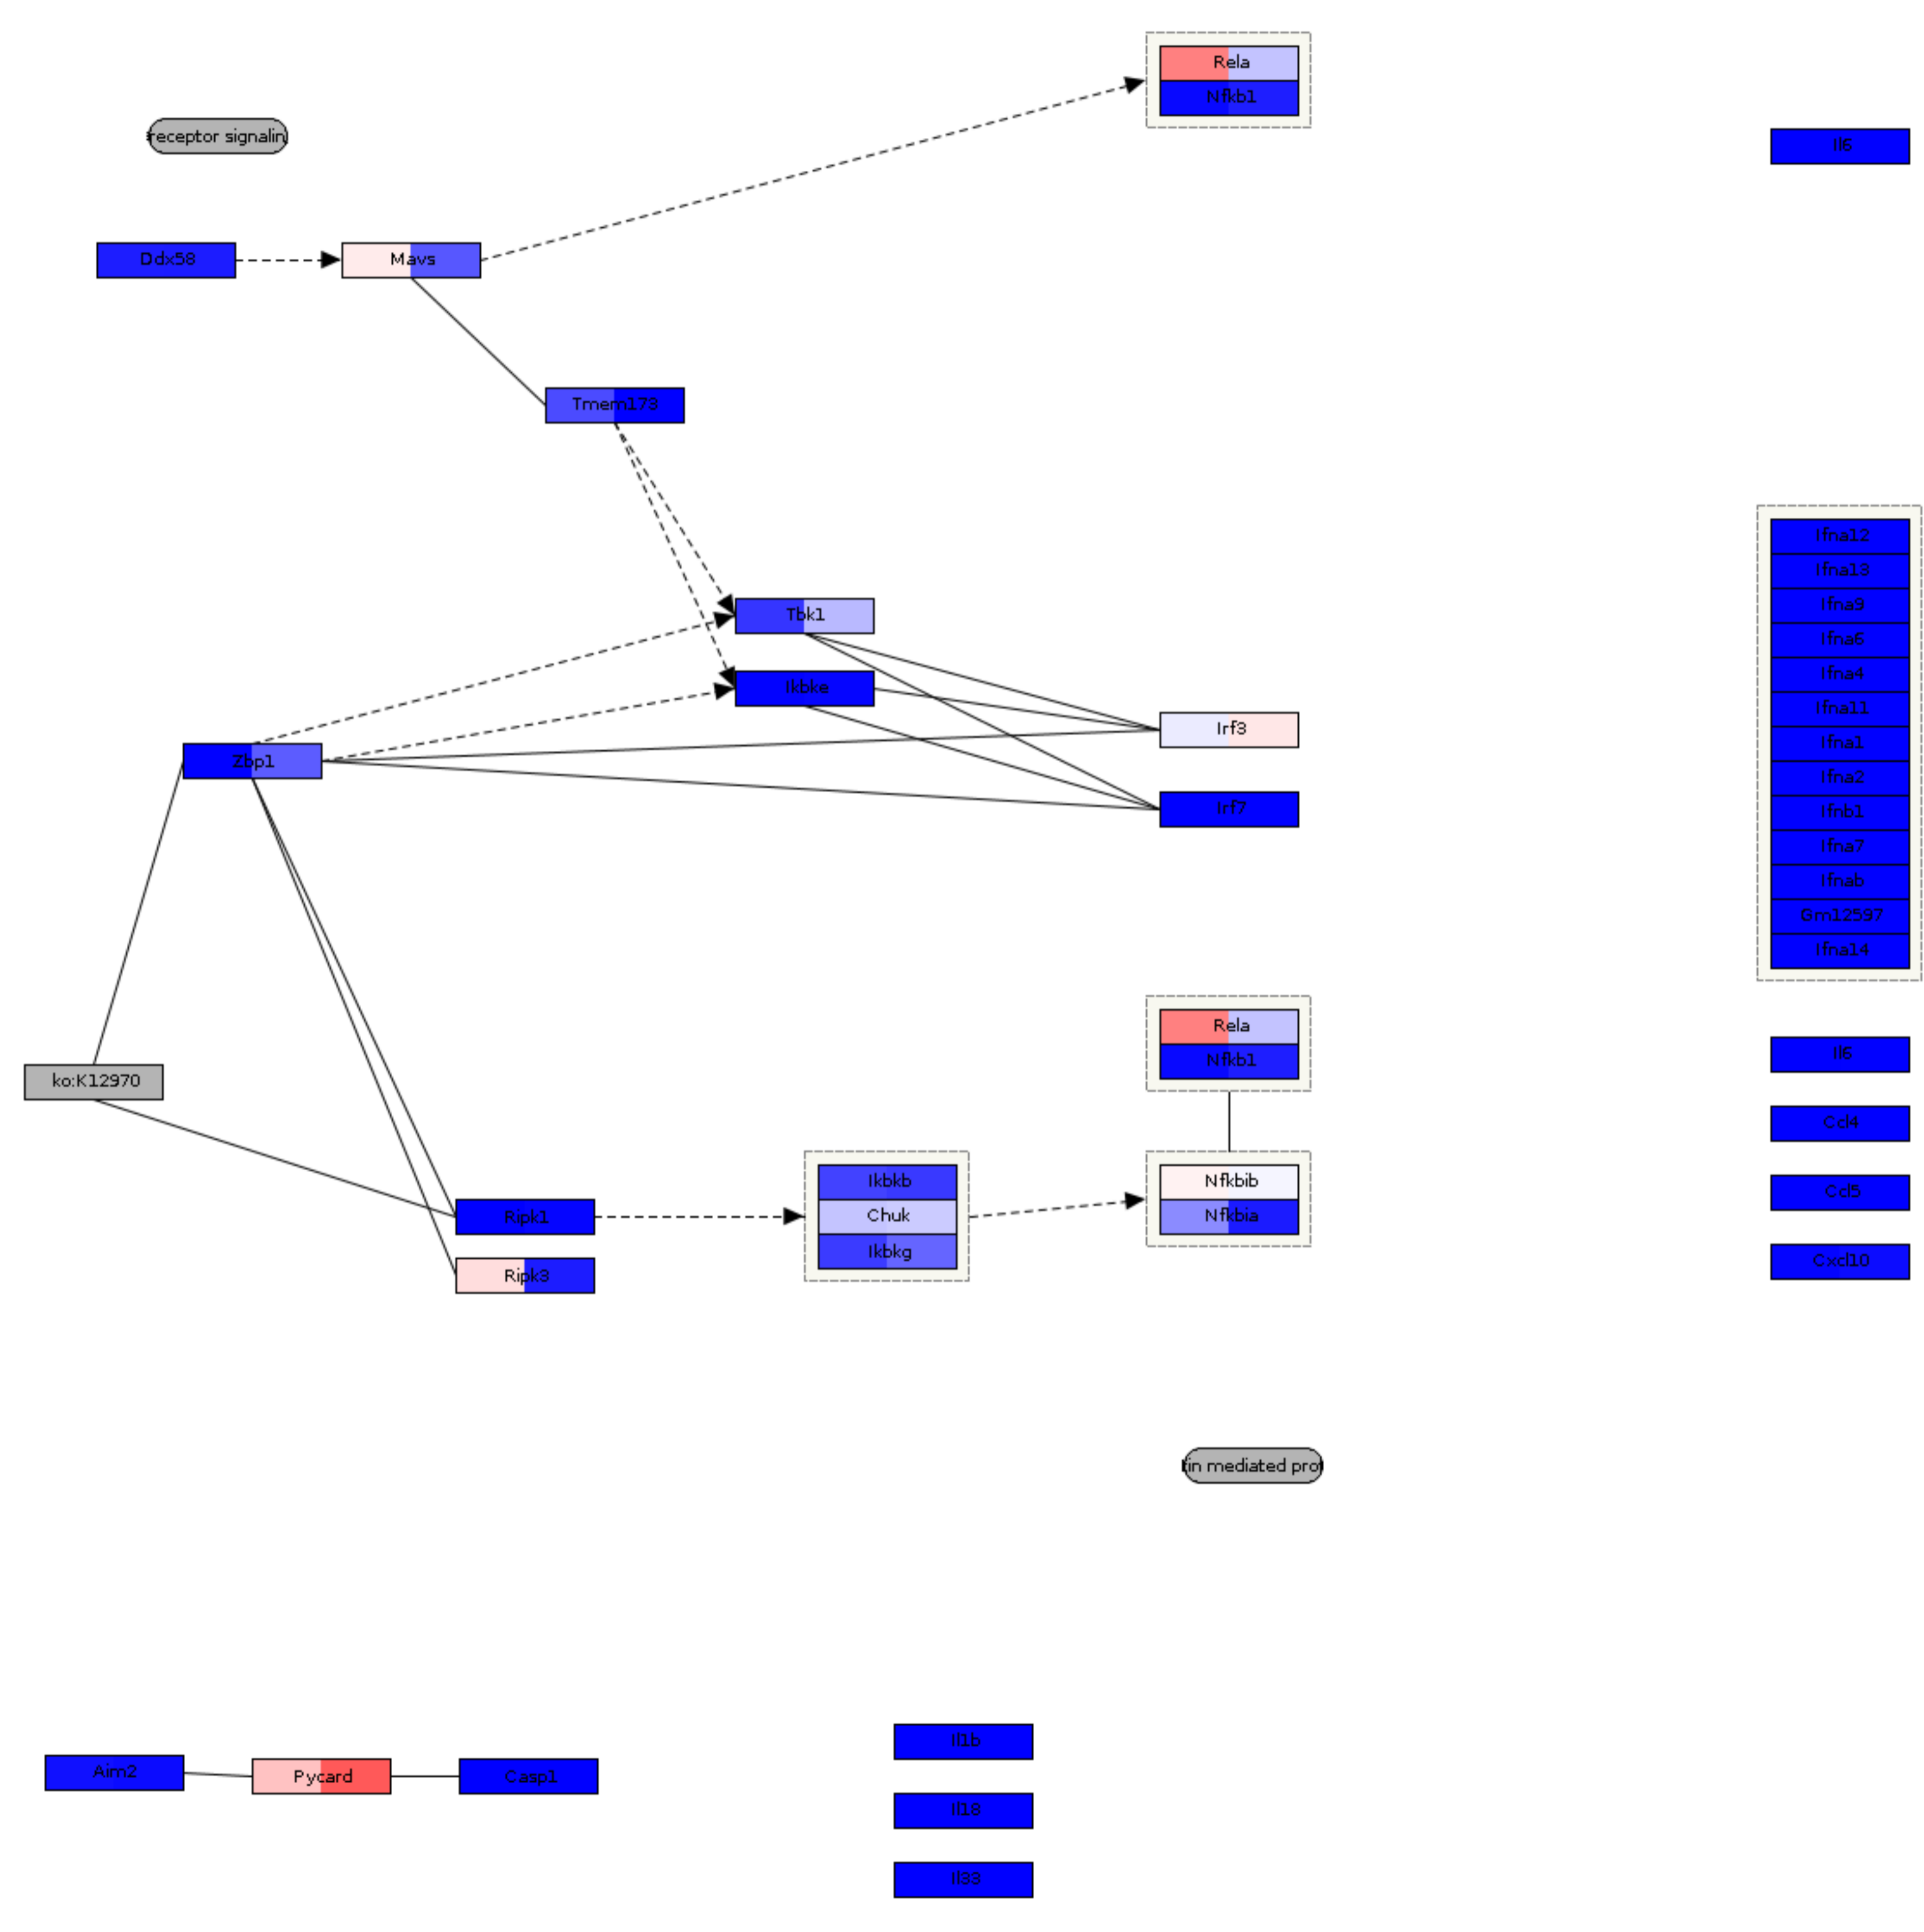 Rela
Nfkb1
receptor signalin
Il6
Ddx58
Mavs
Tmem173
Ifna12
Ifna13
Ifna9
Ifna6
Ifna4
Ifna11
Ifna1
Ifna2
Ifnb1
Ifna7
Ifnab
Gm12597
Ifna14
Tbk1
Ikbke
Irf3
Zbp1
Irf7
Rela
Nfkb1
Il6
ko:K12970
Ccl4
Ikbkb
Chuk
Ikbkg
Nfkbib
Nfkbia
Ccl5
Ripk1
Ripk3
Cxcl10
tin mediated prot
Il1b
Aim2
Pycard
Casp1
Il18
Il33